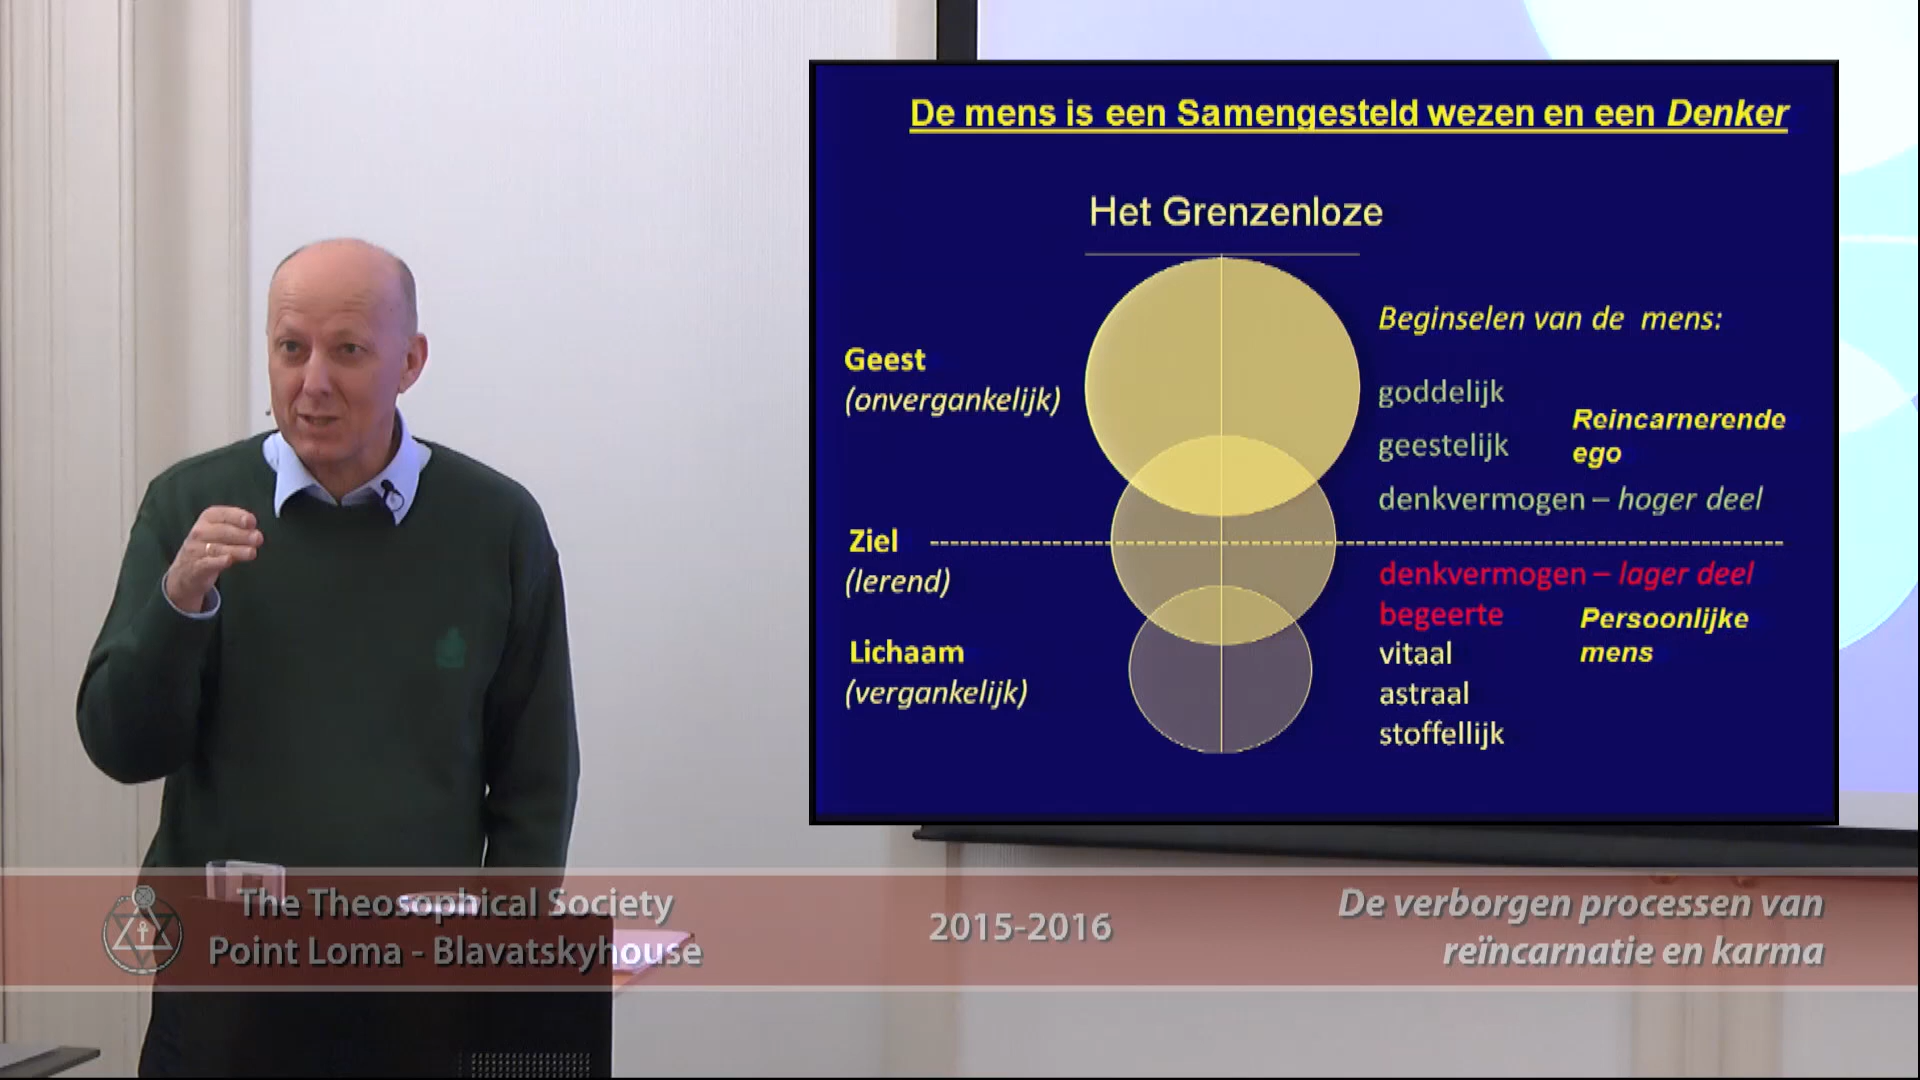 De mens is een Samengesteld wezen en een Denker
Het Grenzenloze
Beginselen van de mens:
Geest
(onvergankelijk)
goddelijk
geestelijk
Reincarnerende
ego
denkvermogen – hoger deel
Ziel
(lerend)
denkvermogen – lager deel
begeerte
Persoonlijke
mens
Lichaam
(vergankelijk)
vitaal
astraal
stoffellijk
The Theosophical Society
Point Loma - Blavatskyhouse
2015-2016
De verborgen processen van
reïncarnatie en karma